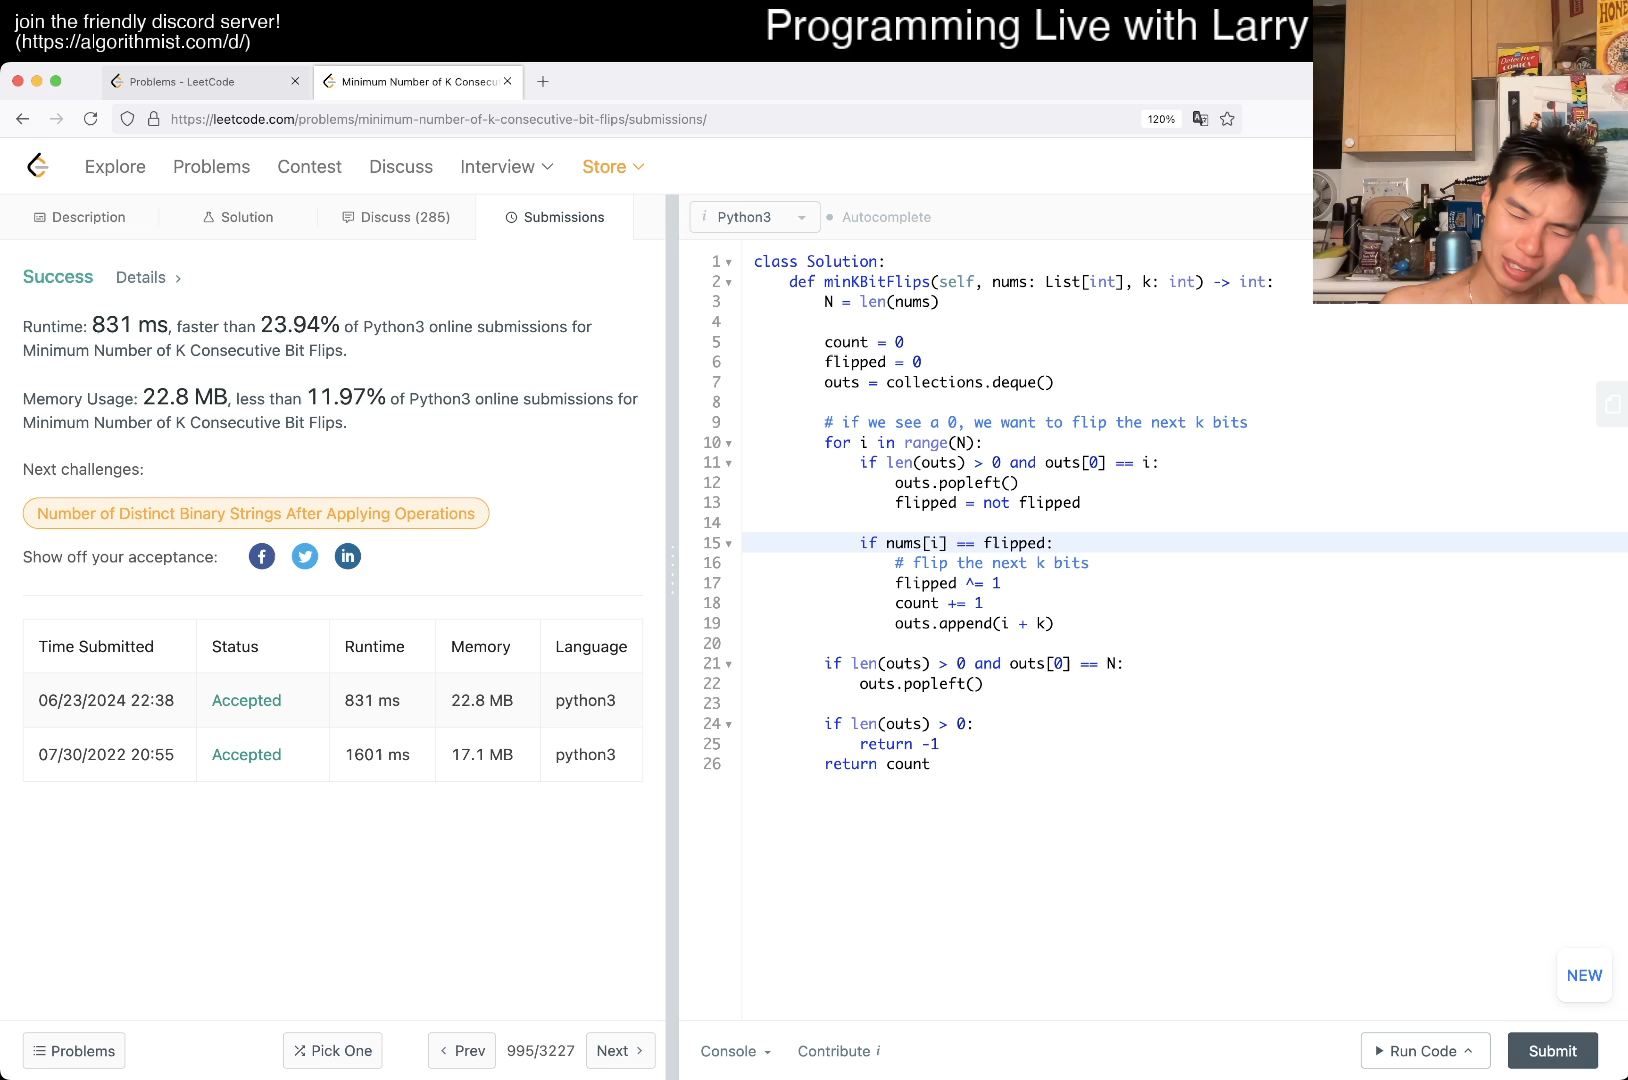 join the friendly discord server!
(https://algorithmist.com/d/)
Programming Live with Larry
Problems - LeetCode
Minimum Number of K Consecu
https://leetcode.com/problems/minimum-number-of-k-consecutive-bit-flips/submissions/
120%
Explore
Problems
Contest
Discuss
Interview
Store
Description
Solution
Discuss (285)
Submissions
Success
Details
Runtime: 831 ms, faster than 23.94% of Python3 online submissions for
Minimum Number of K Consecutive Bit Flips.
Memory Usage: 22.8 MB, less than 11.97% of Python3 online submissions for
Minimum Number of K Consecutive Bit Flips.
Next challenges:
Number of Distinct Binary Strings After Applying Operations
Show off your acceptance:
Time Submitted Status Runtime Memory Language
06/23/2024 22:38 Accepted 831 ms 22.8 MB python3
07/30/2022 20:55 Accepted 1601 ms 17.1 MB python3
Problems
Pick One
Prev
995/3227
Next
i Python3
Autocomplete
1 class Solution:
2 def minKBitFlips(self, nums: List[int], k: int) -> int:
3 N = len(nums)
4
5 count = 0
6 flipped = 0
7 outs = collections.deque()
8
9 # if we see a 0, we want to flip the next k bits
10 for i in range(N):
11 if len(outs) > 0 and outs[0] == i:
12 outs.popleft()
13 flipped = not flipped
14
15 if nums[i] == flipped:
16 # flip the next k bits
17 flipped ^= 1
18 count += 1
19 outs.append(i + k)
20
21 if len(outs) > 0 and outs[0] == N:
22 outs.popleft()
23
24 if len(outs) > 0:
25 return -1
26 return count
NEW
Console
Contribute i
Run Code
Submit